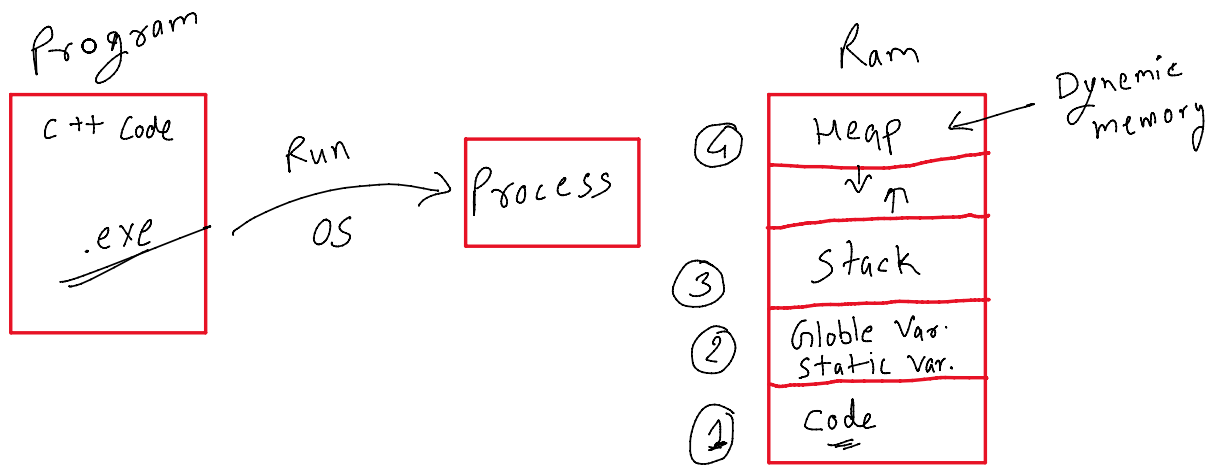 Program
C++ Code
.exe
Run
OS
Process
Ram
Dynemic
memory
4
Heap
3
Stack
2
Globle Var.
Static Var.
1
Code